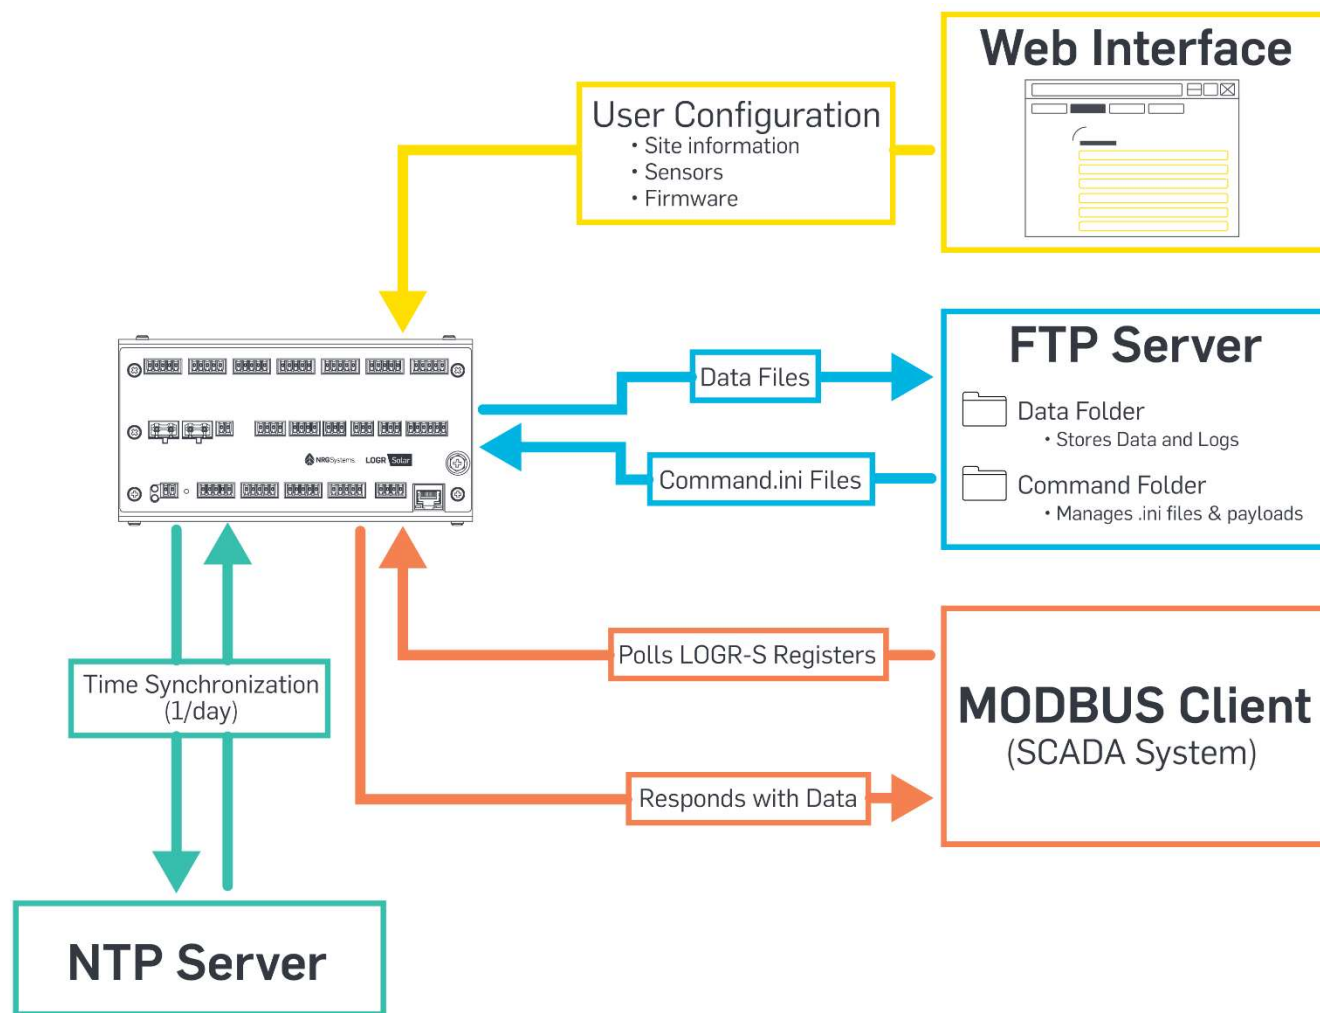 Web Interface
User Configuration
• Site information
• Sensors
• Firmware
FTP Server
Data Files
Data Folder
• Stores Data and Logs
Command.ini Files
Command Folder
• Manages .ini files & payloads
NRGSystems LOGR Solar
Polls LOGR-S Registers
Time Synchronization
(1/day)
MODBUS Client
(SCADA System)
Responds with Data
NTP Server